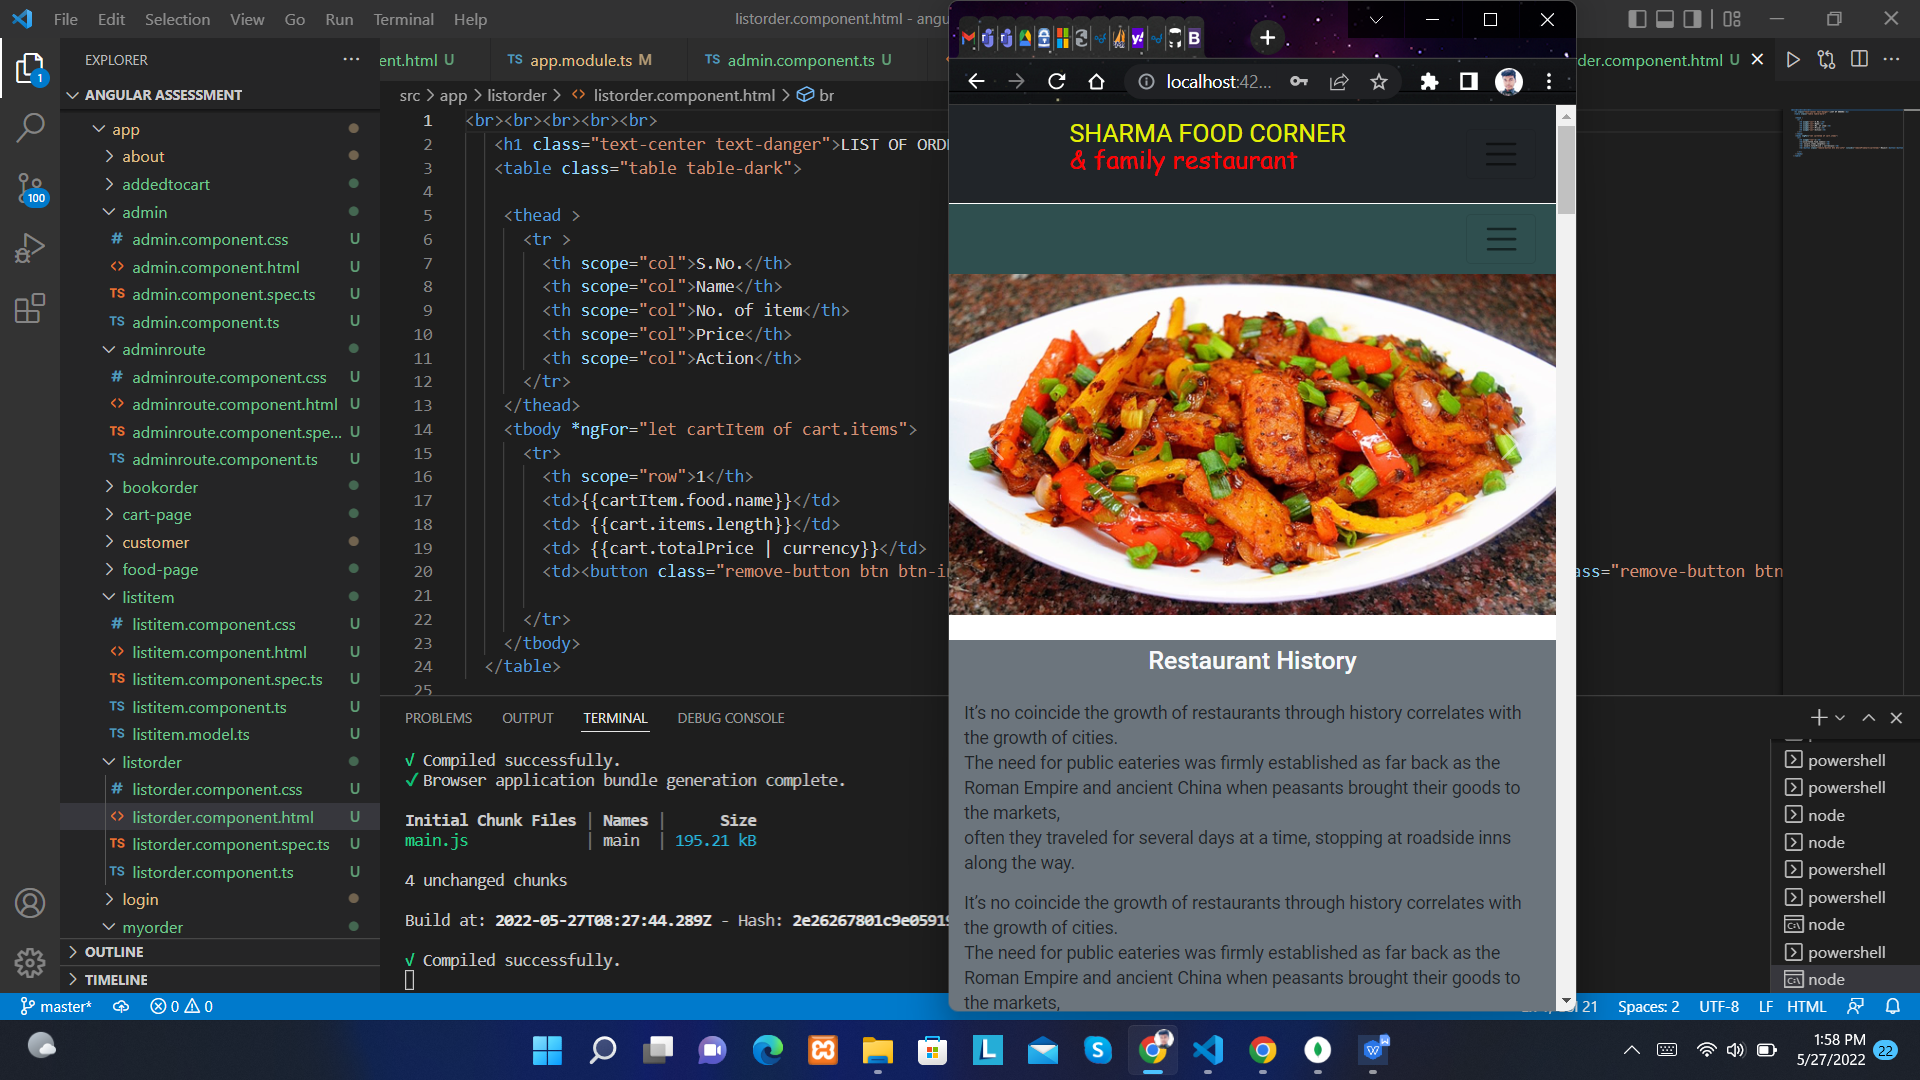 File Edit Selection View Go Run Terminal Help
listorder.component.html - angu
EXPLORER
ANGULAR ASSESSMENT
app
about
addedtocart
admin
admin.component.css U
admin.component.html U
admin.component.spec.ts U
admin.component.ts U
adminroute
adminroute.component.css U
adminroute.component.html U
adminroute.component.spe... U
adminroute.component.ts U
bookorder
cart-page
customer
food-page
listitem
listitem.component.css U
listitem.component.html U
listitem.component.spec.ts U
listitem.component.ts U
listitem.model.ts U
listorder
listorder.component.css U
listorder.component.html U
listorder.component.spec.ts U
listorder.component.ts U
login
myorder
OUTLINE
TIMELINE
1
100
ent.html U
TS app.module.ts M
TS admin.component.ts U
der.component.html U
src > app > listorder > <> listorder.component.html > br
1 <br><br><br><br><br>
2 <h1 class="text-center text-danger">LIST OF ORD
3 <table class="table table-dark">
4
5 <thead >
6 <tr >
7 <th scope="col">S.No.</th>
8 <th scope="col">Name</th>
9 <th scope="col">No. of item</th>
10 <th scope="col">Price</th>
11 <th scope="col">Action</th>
12 </tr>
13 </thead>
14 <tbody *ngFor="let cartItem of cart.items">
15 <tr>
16 <th scope="row">1</th>
17 <td>{{cartItem.food.name}}</td>
18 <td> {{cart.items.length}}</td>
19 <td> {{cart.totalPrice | currency}}</td>
20 <td><button class="remove-button btn btn-i
ass="remove-button btn
21
22 </tr>
23 </tbody>
24 </table>
25
PROBLEMS OUTPUT TERMINAL DEBUG CONSOLE
√ Compiled successfully.
✓ Browser application bundle generation complete.
Initial Chunk Files | Names | Size
main.js | main | 195.21 kB
4 unchanged chunks
Build at: 2022-05-27T08:27:44.289Z - Hash: 2e26267801c9e0591
√ Compiled successfully.
powershell
powershell
node
node
powershell
powershell
node
powershell
node
localhost:42...
SHARMA FOOD CORNER
& family restaurant
Restaurant History
It's no coincide the growth of restaurants through history correlates with
the growth of cities.
The need for public eateries was firmly established as far back as the
Roman Empire and ancient China when peasants brought their goods to
the markets,
often they traveled for several days at a time, stopping at roadside inns
along the way.
It's no coincide the growth of restaurants through history correlates with
the growth of cities.
The need for public eateries was firmly established as far back as the
Roman Empire and ancient China when peasants brought their goods to
the markets,
master* 0 0
21 Spaces: 2 UTF-8 LF HTML
1:58 PM
5/27/2022 22